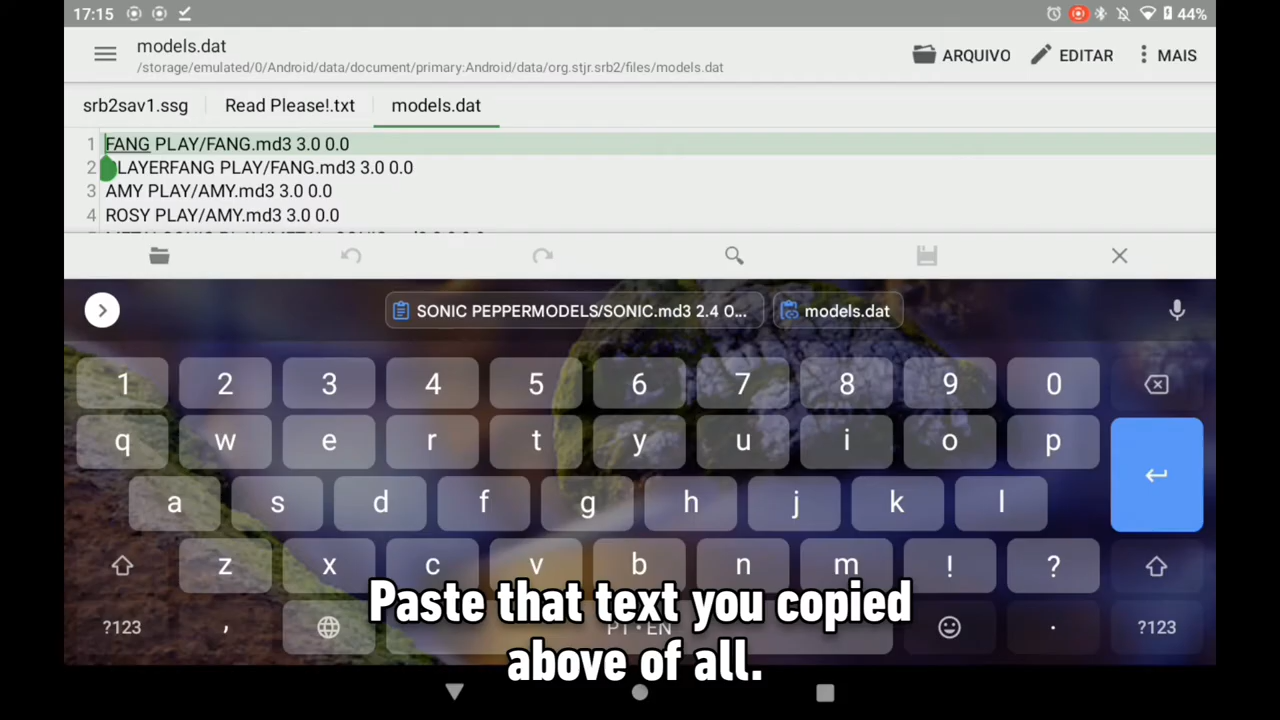 17:15 44%
models.dat
/storage/emulated/0/Android/data/document/primary:Android/data/org.stjr.srb2/files/models.dat
ARQUIVO EDITAR MAIS
srb2sav1.ssg Read Please!.txt models.dat
1 FANG PLAY/FANG.md3 3.0 0.0
2 LAYERFANG PLAY/FANG.md3 3.0 0.0
3 AMY PLAY/AMY.md3 3.0 0.0
4 ROSY PLAY/AMY.md3 3.0 0.0
SONIC PEPPERMODELS/SONIC.md3 2.4 0... models.dat
1 2 3 4 5 6 7 8 9 0
q w e r t y u i o p
a s d f g h j k l
z x c v b n m ! ?
?123 , PT • EN . ?123
Paste that text you copied
above of all.